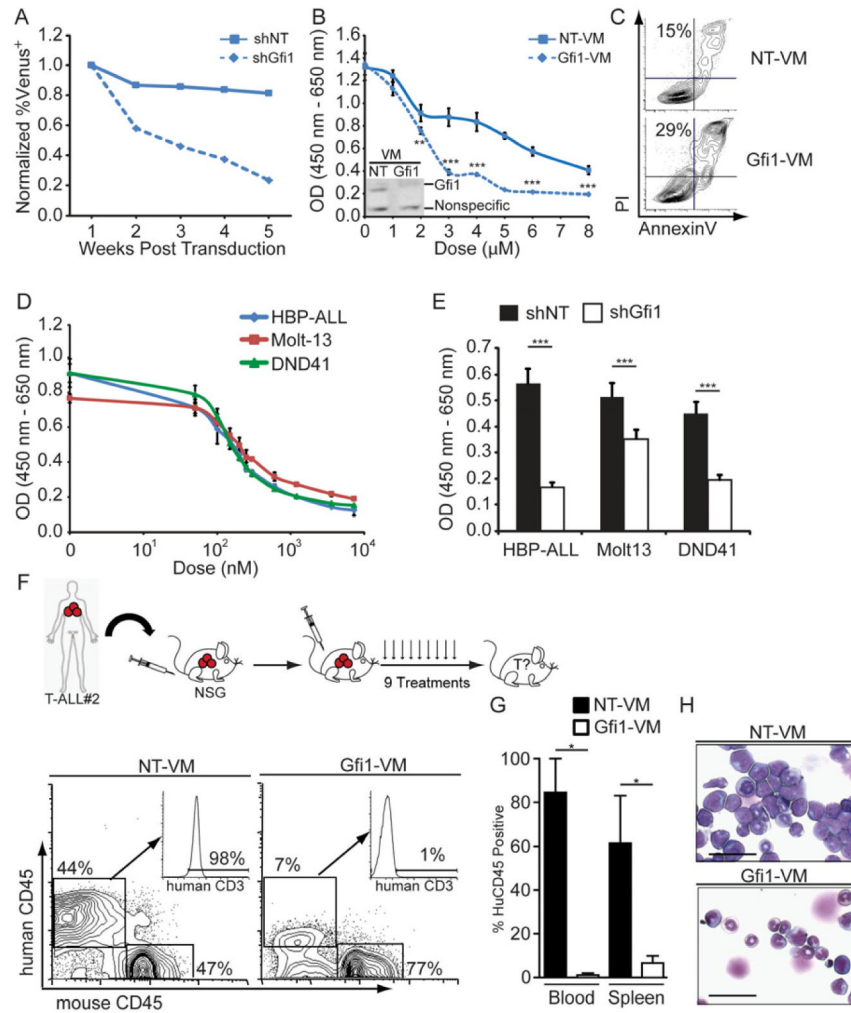 A
shNT
shGfi1
Normalized %Venus+
1.2
1.0
0.8
0.6
0.4
0.2
0.0
1 2 3 4 5
Weeks Post Transduction
B
NT-VM
Gfi1-VM
OD (450 nm - 650 nm)
1.6
1.4
1.2
1.0
0.8
0.6
0.4
0.2
0.0
** *** *** *** ***
VM
NT Gfi1
Gfi1
Nonspecific
0 1 2 3 4 5 6 7 8
Dose (μM)
C
15%
NT-VM
29%
Gfi1-VM
PI
AnnexinV
D
HBP-ALL
Molt-13
DND41
OD (450 nm - 650 nm)
1.2
1.0
0.8
0.6
0.4
0.2
0.0
0 10¹ 10² 10³ 10⁴
Dose (nM)
E
shNT shGfi1
OD (450 nm - 650 nm)
0.7
0.6
0.5
0.4
0.3
0.2
0.1
0
*** *** ***
HBP-ALL Molt13 DND41
F
T-ALL#2
NSG
9 Treatments
T?
NT-VM
Gfi1-VM
44%
98%
human CD3
47%
7%
1%
human CD3
77%
human CD45
mouse CD45
G
NT-VM
Gfi1-VM
% HuCD45 Positive
100
80
60
40
20
0
* *
Blood Spleen
H
NT-VM
Gfi1-VM